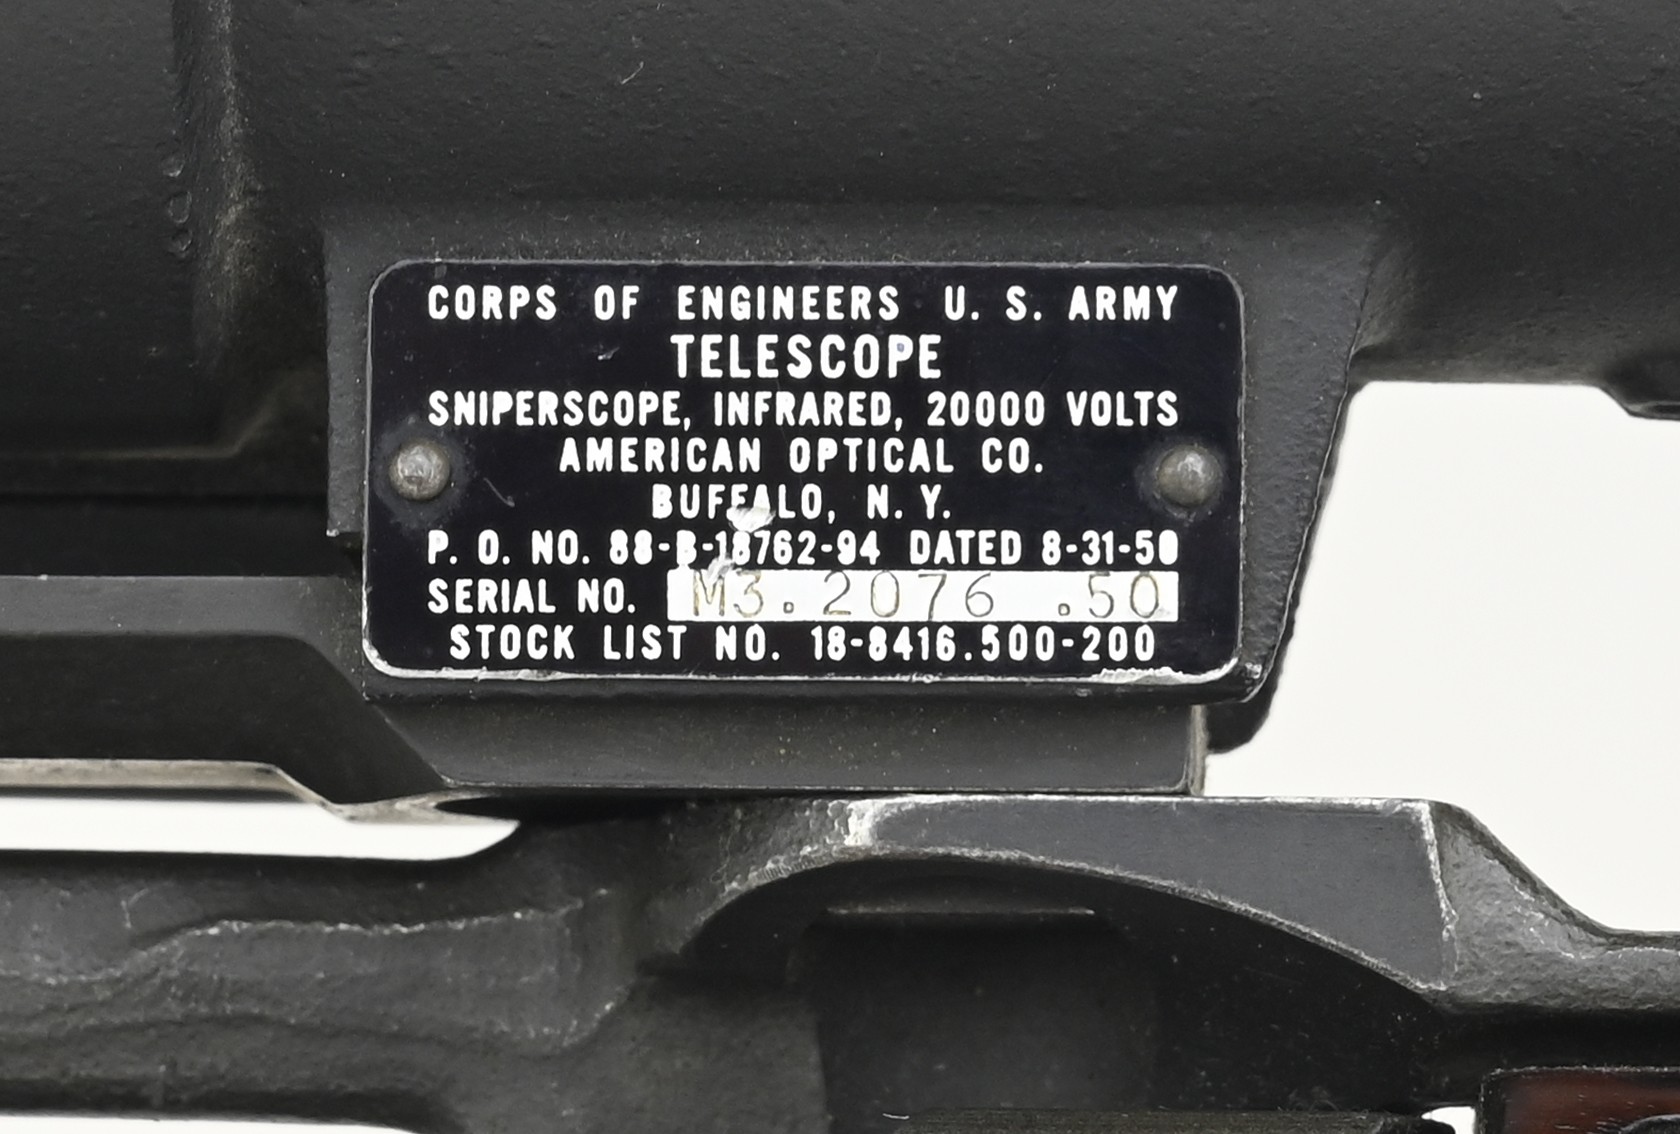 CORPS OF ENGINEERS U. S. ARMY
TELESCOPE
SNIPERSCOPE, INFRARED, 20000 VOLTS
AMERICAN OPTICAL CO.
BUFFALO, N. Y.
P. O. NO. 88-B-18762-94 DATED 8-31-50
SERIAL NO. M3.2076 .50
STOCK LIST NO. 18-8416.500-200